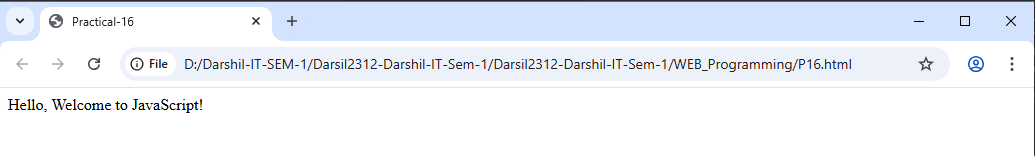 Practical-16
File D:/Darshil-IT-SEM-1/Darsil2312-Darshil-IT-Sem-1/Darsil2312-Darshil-IT-Sem-1/WEB_Programming/P16.html
Hello, Welcome to JavaScript!